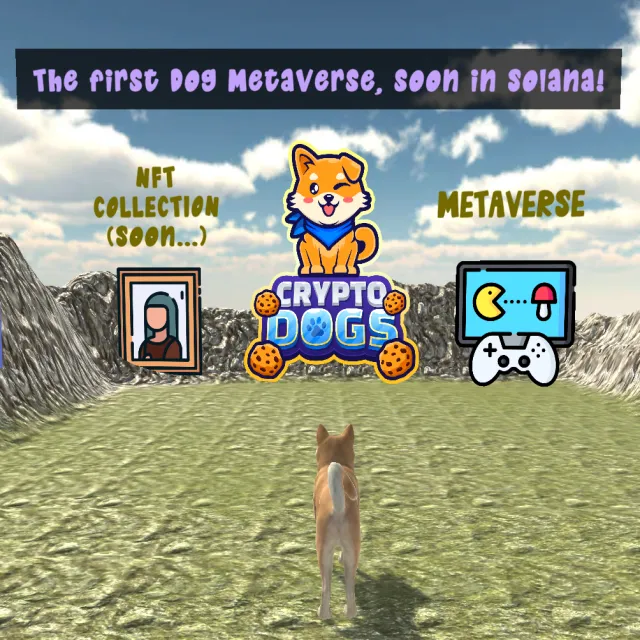 The first Dog Metaverse, soon in Solana!
NFT
COLLECTION
(SOON...)
METAVERSE
CRYPTO
DOGS